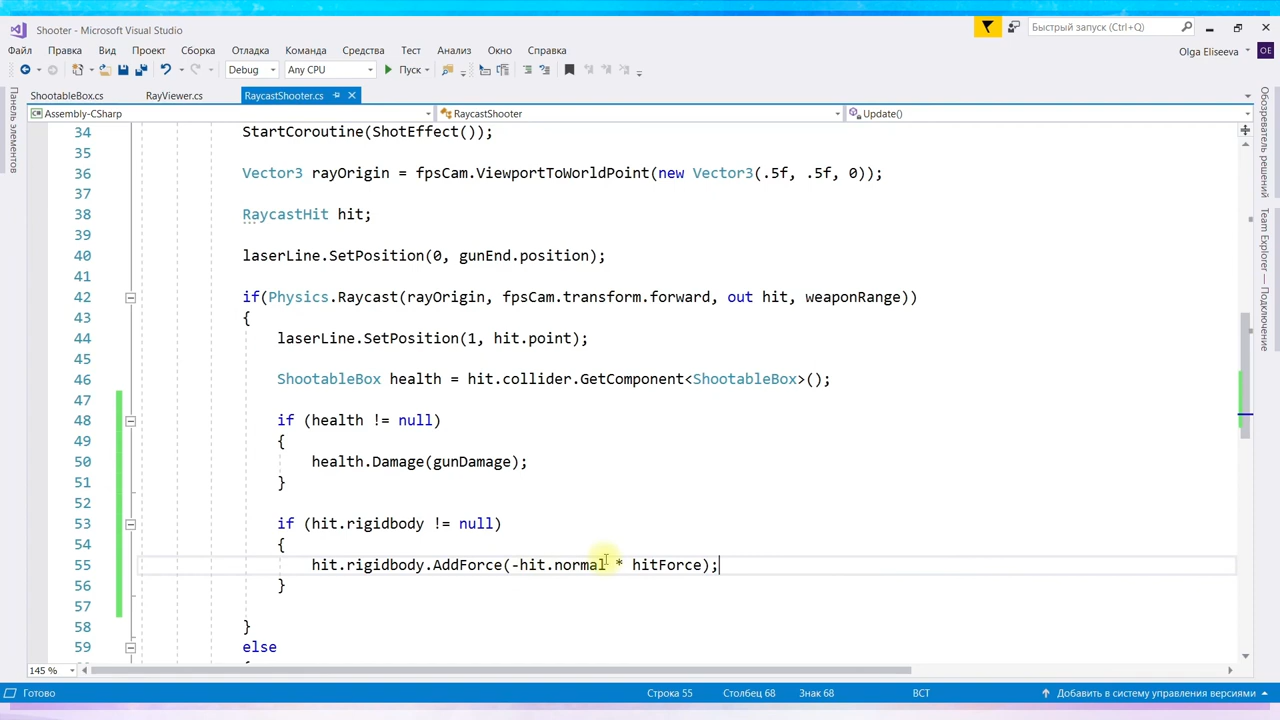 Shooter - Microsoft Visual Studio
Быстрый запуск (Ctrl+Q)
Файл Правка Вид Проект Сборка Отладка Команда Средства Тест Анализ Окно Справка
Olga Eliseeva OE
Debug Any CPU Пуск
ShootableBox.cs RayViewer.cs RaycastShooter.cs
Assembly-CSharp RaycastShooter Update()
Панель элементов
34 StartCoroutine(ShotEffect());
35
36 Vector3 rayOrigin = fpsCam.ViewportToWorldPoint(new Vector3(.5f, .5f, 0));
37
38 RaycastHit hit;
39
40 laserLine.SetPosition(0, gunEnd.position);
41
42 if(Physics.Raycast(rayOrigin, fpsCam.transform.forward, out hit, weaponRange))
43 {
44 laserLine.SetPosition(1, hit.point);
45
46 ShootableBox health = hit.collider.GetComponent<ShootableBox>();
47
48 if (health != null)
49 {
50 health.Damage(gunDamage);
51 }
52
53 if (hit.rigidbody != null)
54 {
55 hit.rigidbody.AddForce(-hit.normal * hitForce);
56 }
57
58 }
59 else
Обозреватель решений
Team Explorer — Подключение
145 %
Готово Строка 55 Столбец 68 Знак 68 ВСТ Добавить в систему управления версиями